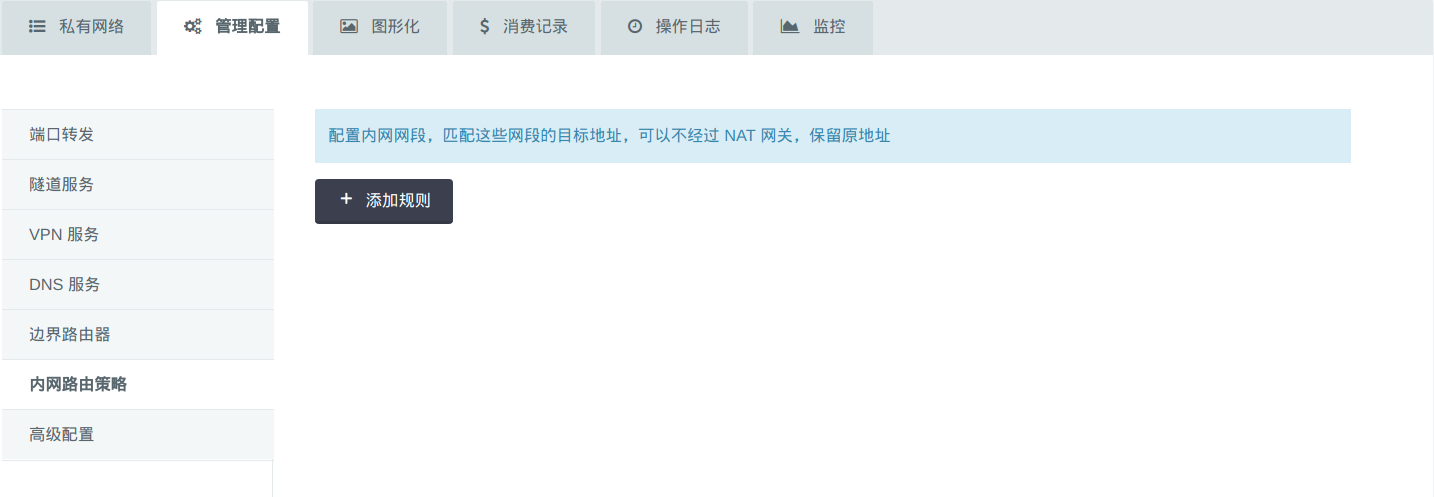 私有网络
管理配置
图形化
消费记录
操作日志
监控
端口转发
隧道服务
VPN 服务
DNS 服务
边界路由器
内网路由策略
高级配置
配置内网网段，匹配这些网段的目标地址，可以不经过 NAT 网关，保留原地址
+ 添加规则